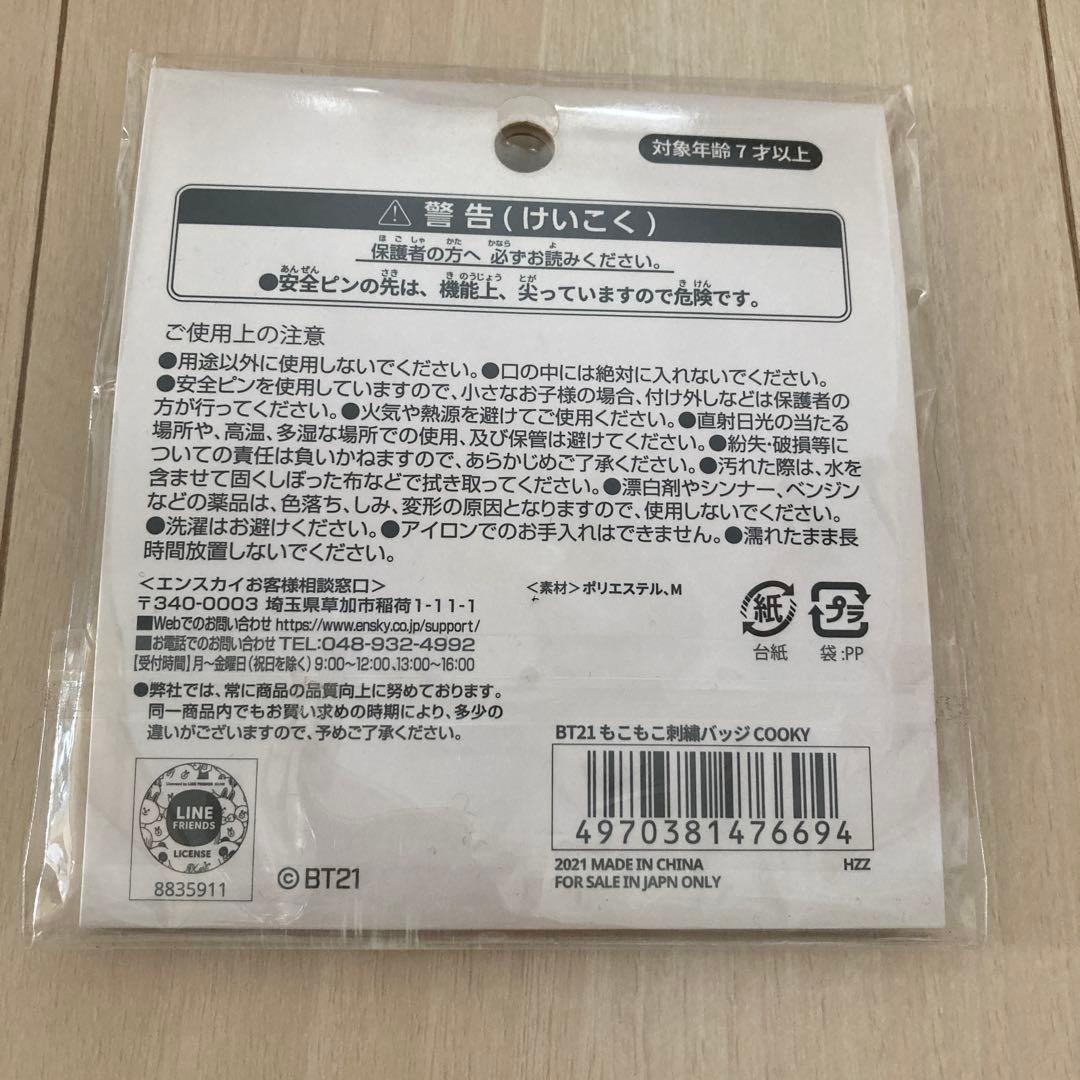 対象年齢7才以上
⚠ 警告(けいこく)
保護者の方へ 必ずお読みください。
●安全ピンの先は、機能上、尖っていますので危険です。
ご使用上の注意
●用途以外に使用しないでください。●口の中には絶対に入れないでください。
●安全ピンを使用していますので、小さなお子様の場合、付け外しなどは保護者の
方が行ってください。●火気や熱源を避けてご使用ください。●直射日光の当たる
場所や、高温、多湿な場所での使用、及び保管は避けてください。●紛失・破損等に
ついての責任は負いかねますので、あらかじめご了承ください。●汚れた際は、水を
含ませて固くしぼった布などで拭き取ってください。●漂白剤やシンナー、ベンジン
などの薬品は、色落ち、しみ、変形の原因となりますので、使用しないでください。
●洗濯はお避けください。●アイロンでのお手入れはできません。●濡れたまま長
時間放置しないでください。
<エンスカイお客様相談窓口>
〒340-0003 埼玉県草加市稲荷1-11-1
■Webでのお問い合わせ https://www.ensky.co.jp/support/
■お電話でのお問い合わせ TEL:048-932-4992
【受付時間】月〜金曜日(祝日を除く)9:00〜12:00、13:00〜16:00
●弊社では、常に商品の品質向上に努めております。
同一商品内でもお買い求めの時期により、多少の
違いがございますので、予めご了承ください。
<素材>ポリエステル、M
紙
台紙
プラ
袋:PP
BT21 もこもこ刺繍バッジ COOKY
4970381476694
2021 MADE IN CHINA
HZZ
FOR SALE IN JAPN ONLY
LINE
FRIENDS
LICENSE
8835911
© BT21